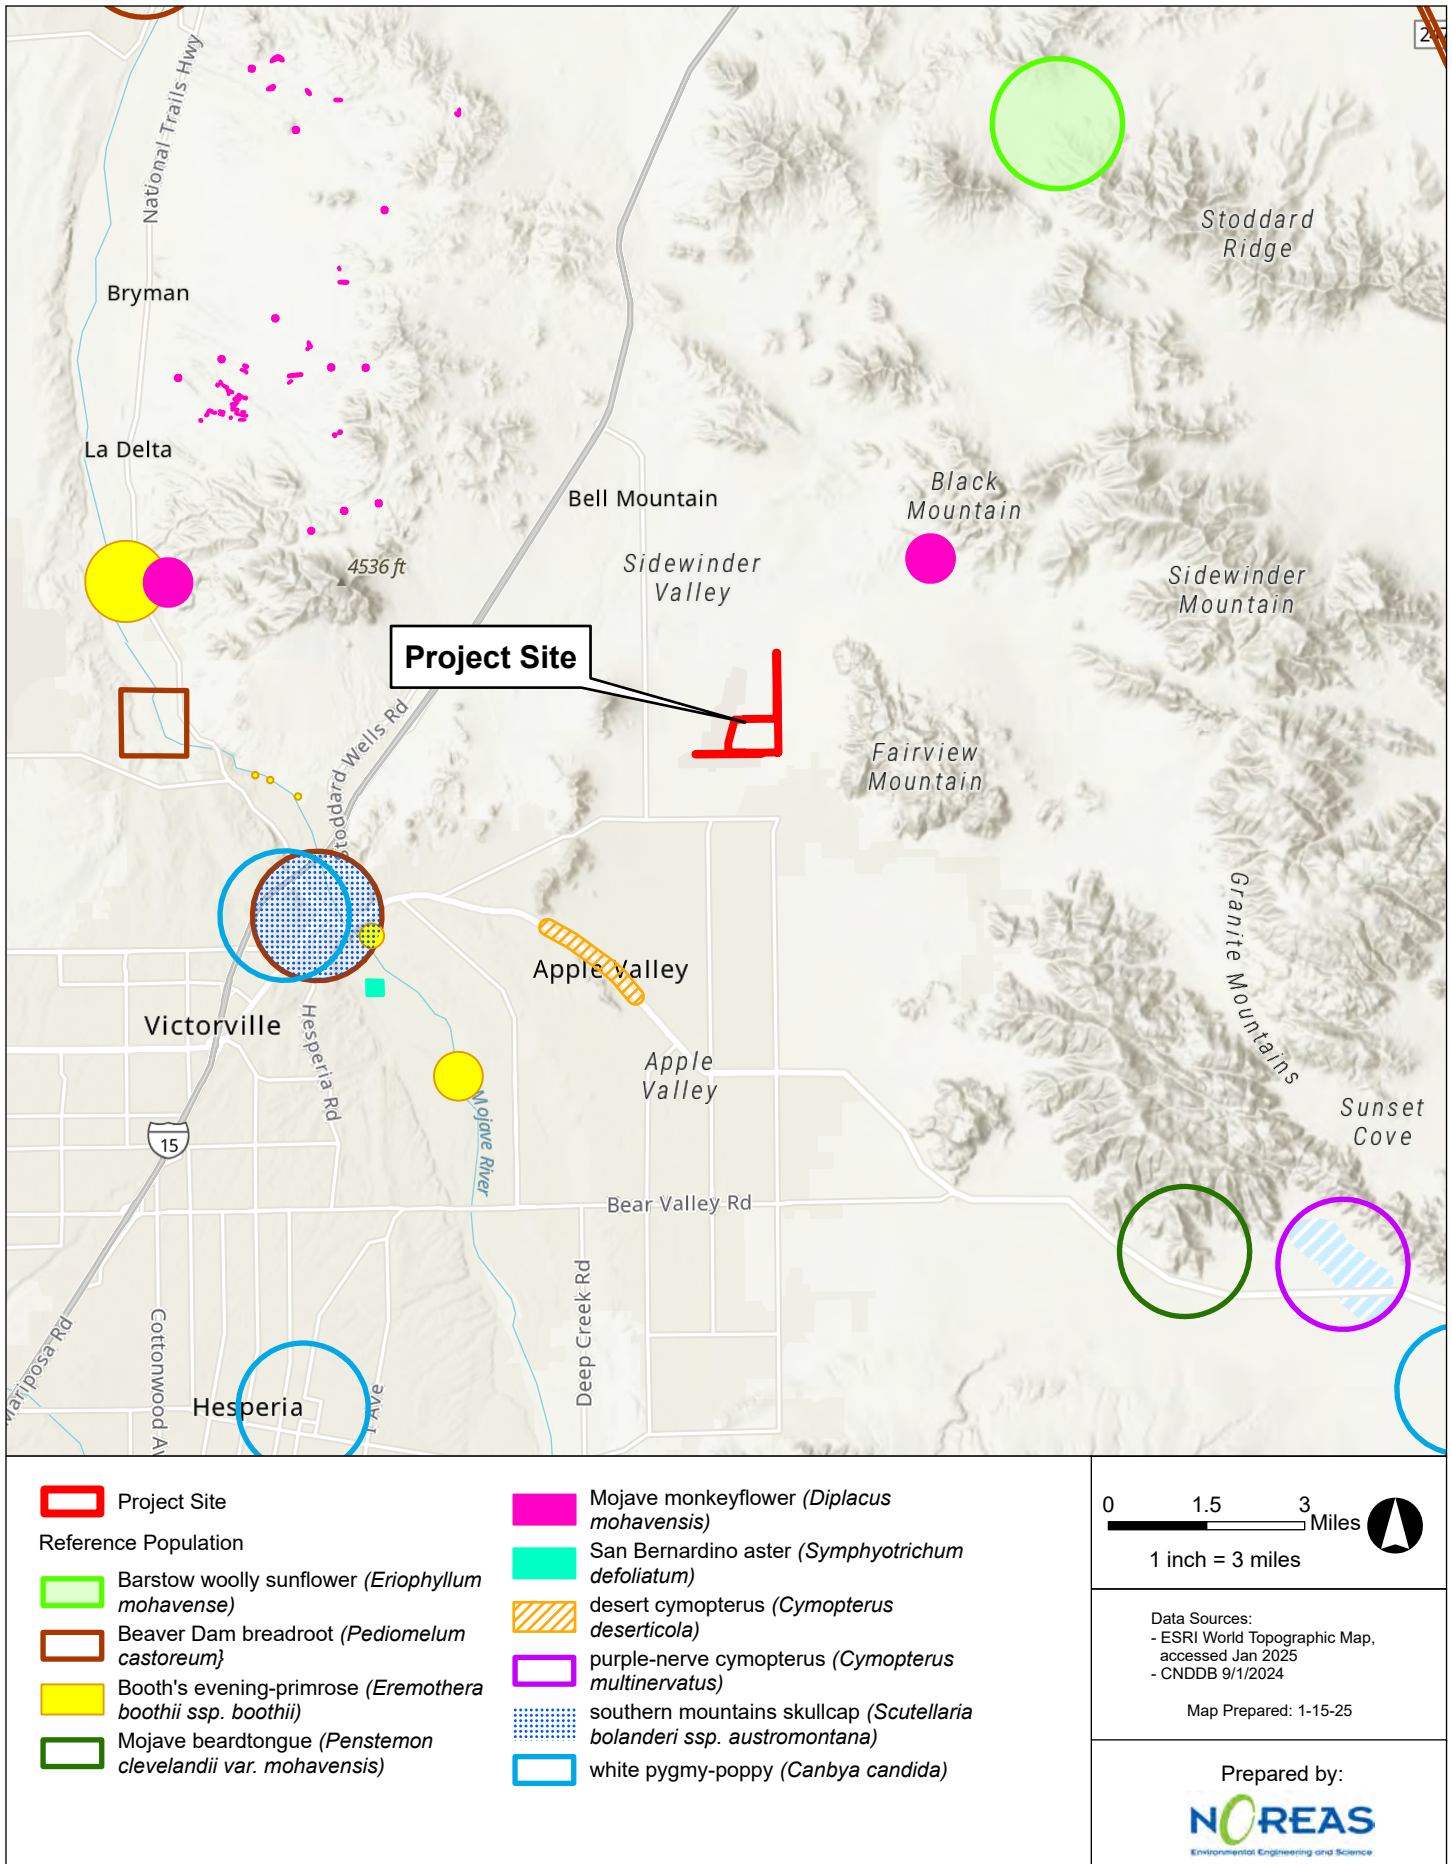 National Trails Hwy
247
Stoddard
Ridge
Bryman
La Delta
Bell Mountain
Black
Mountain
4536 ft
Sidewinder
Valley
Sidewinder
Mountain
Project Site
Stoddard Wells Rd
Fairview
Mountain
Granite Mountains
Apple Valley
Victorville
Hesperia Rd
Apple
Valley
Mojave River
Sunset
Cove
15
Bear Valley Rd
Mariposa Rd
Cottonwood Av
Deep Creek Rd
Hesperia
I Ave
Project Site
Reference Population
Barstow woolly sunflower (Eriophyllum
mohavense)
Beaver Dam breadroot (Pediomelum
castoreum}
Booth's evening-primrose (Eremothera
boothii ssp. boothii)
Mojave beardtongue (Penstemon
clevelandii var. mohavensis)
Mojave monkeyflower (Diplacus
mohavensis)
San Bernardino aster (Symphyotrichum
defoliatum)
desert cymopterus (Cymopterus
deserticola)
purple-nerve cymopterus (Cymopterus
multinervatus)
southern mountains skullcap (Scutellaria
bolanderi ssp. austromontana)
white pygmy-poppy (Canbya candida)
0 1.5 3
Miles
1 inch = 3 miles
Data Sources:
- ESRI World Topographic Map,
accessed Jan 2025
- CNDDB 9/1/2024
Map Prepared: 1-15-25
Prepared by:
NOREAS
Environmental Engineering and Science